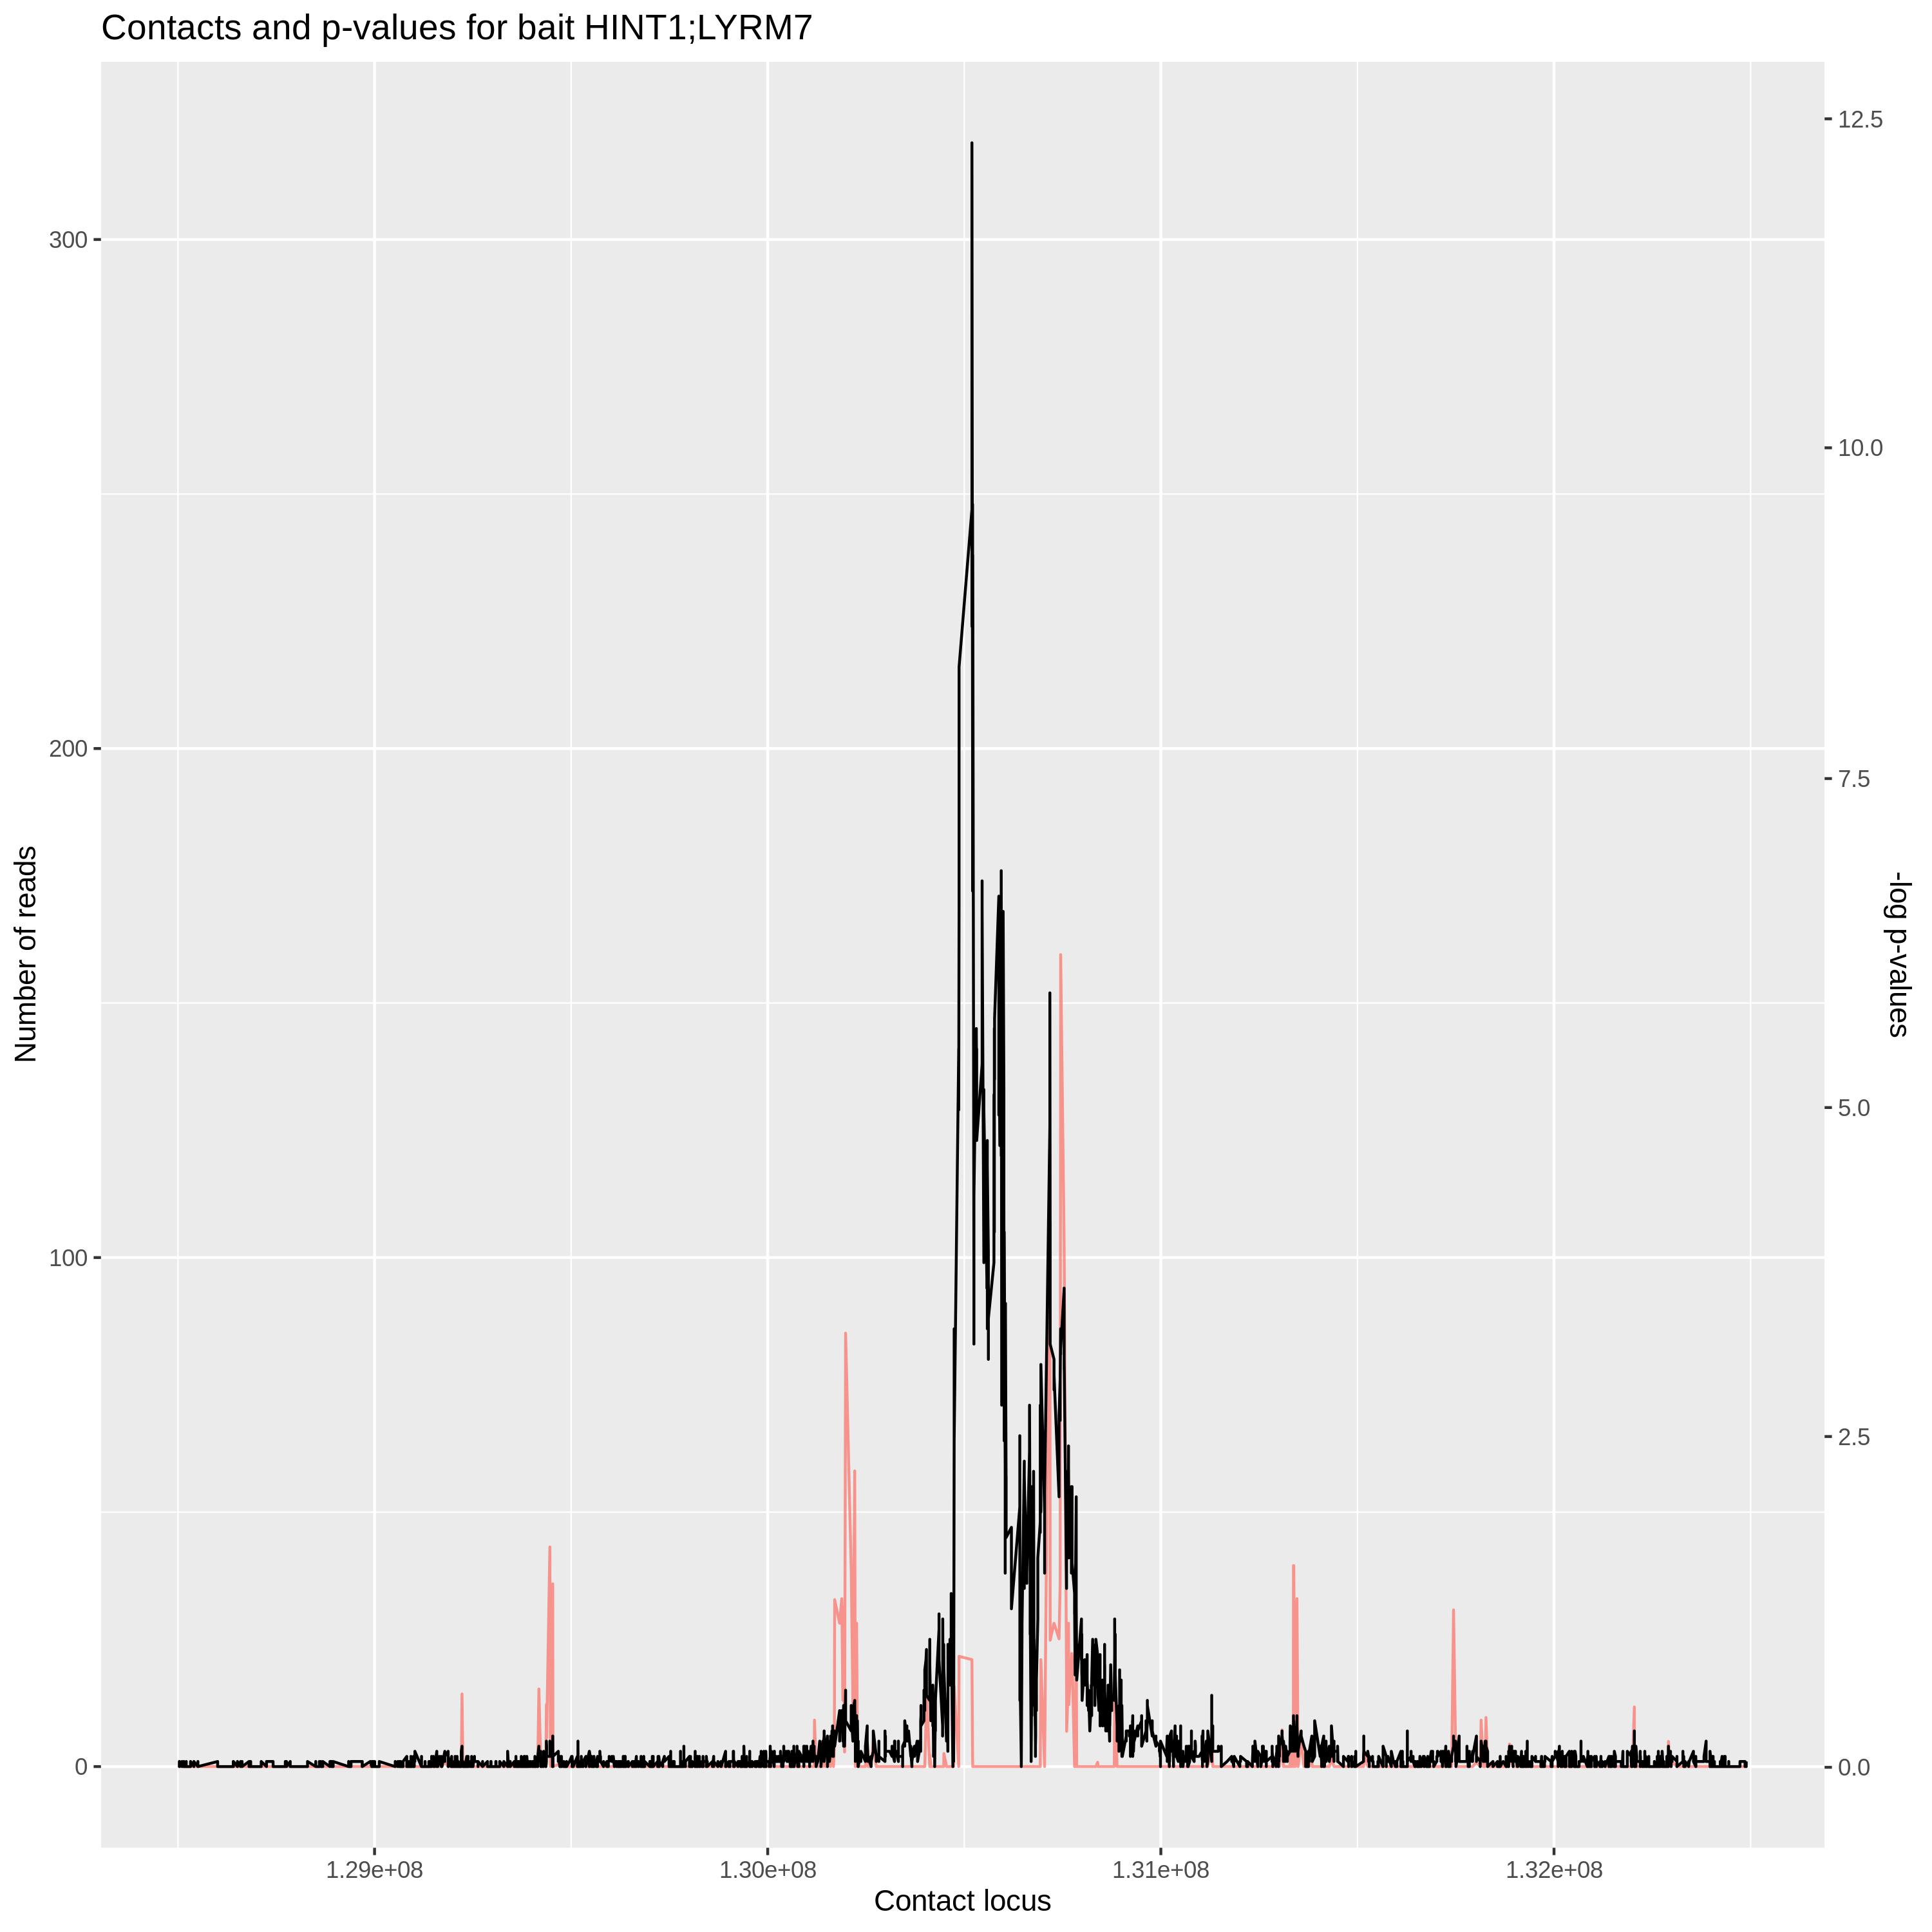 Contacts and p-values for bait HINT1;LYRM7
12.5
300
10.0
200
7.5
Number of reads
-log p-values
5.0
100
2.5
0
0.0
1.29e+08
1.30e+08
1.31e+08
1.32e+08
Contact locus